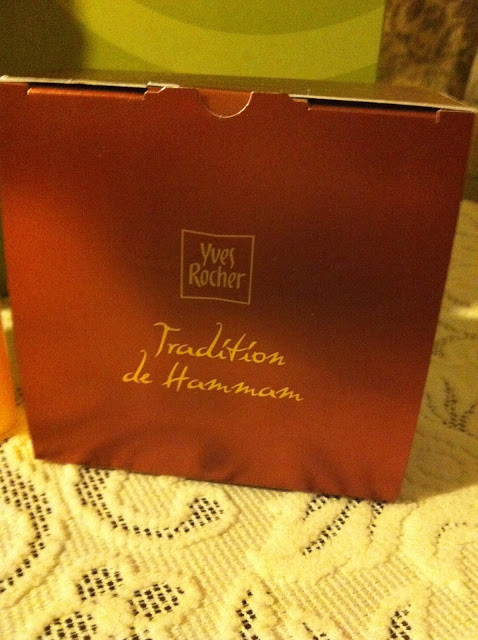 Yves
Rocher
Tradition
de Hammam